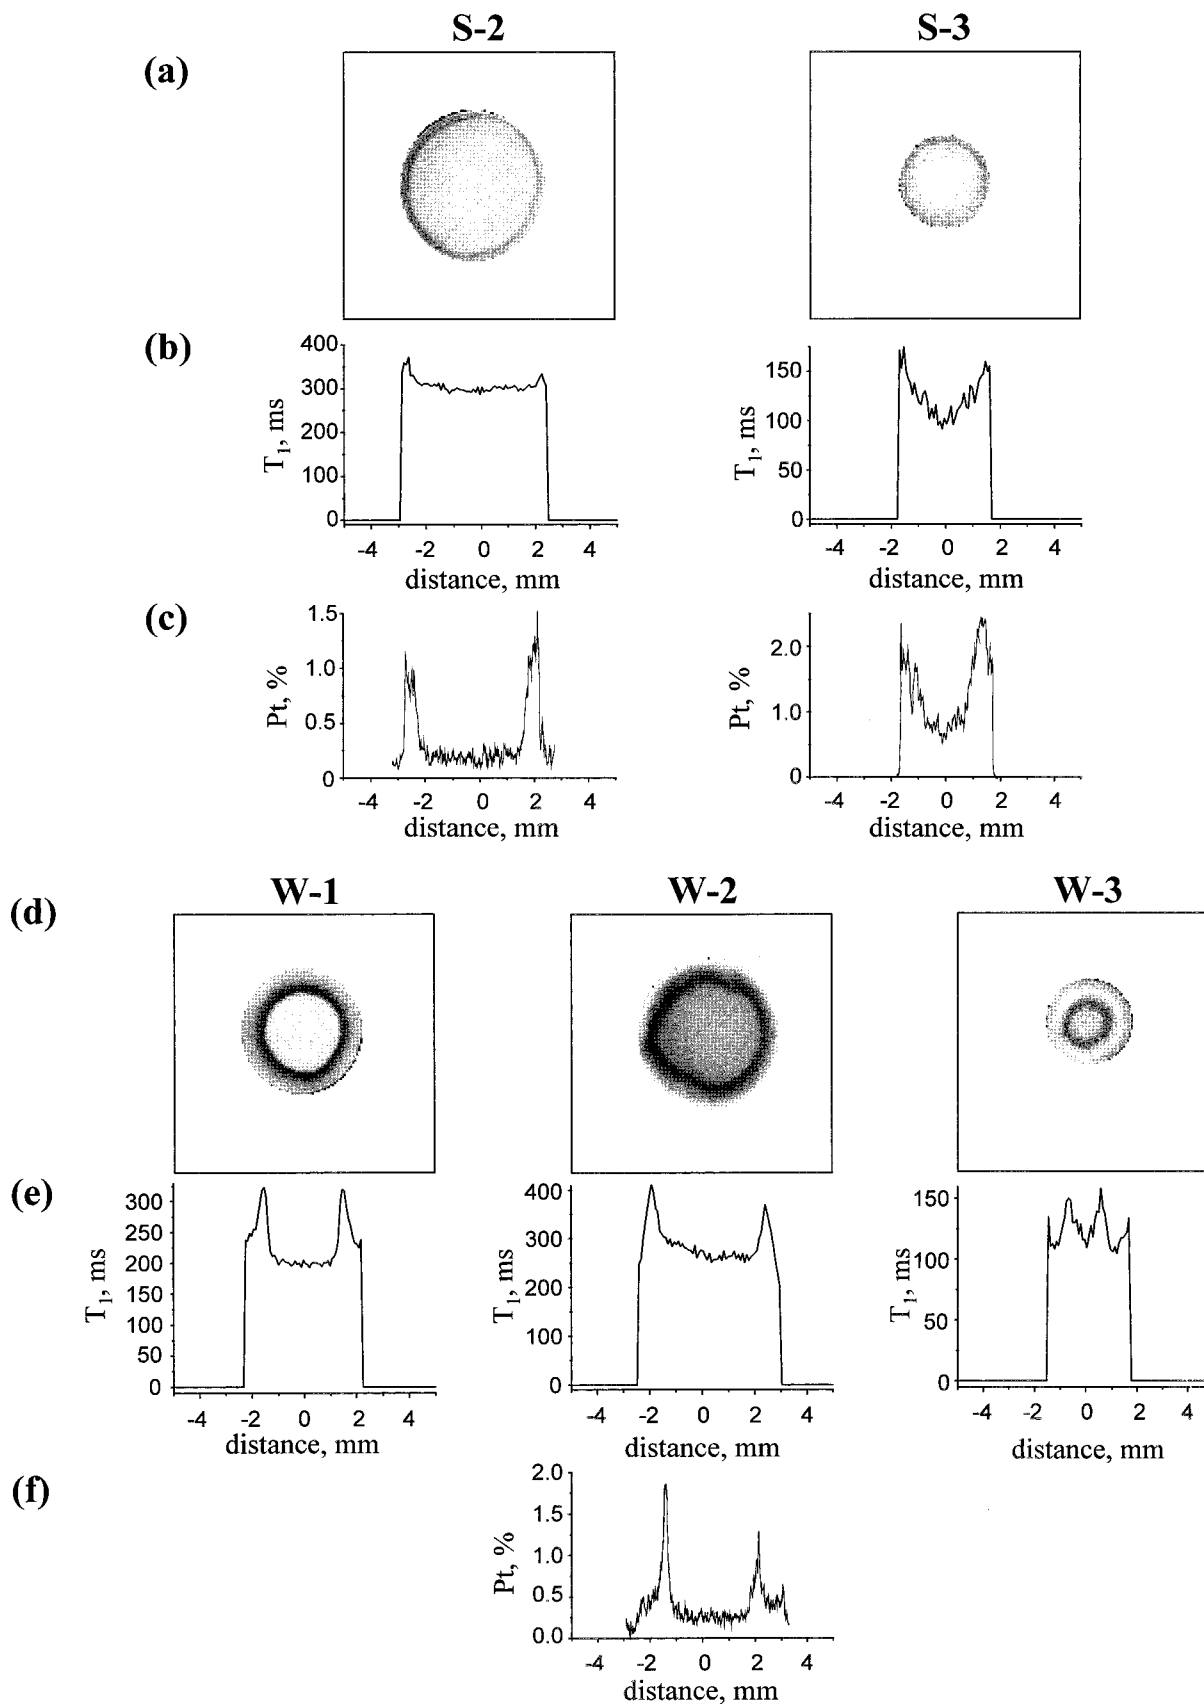 S-2 S-3
(a)
(b)
400 150
300 100
200 50
100 0
0
T1, ms T1, ms
-4 -2 0 2 4 -4 -2 0 2 4
distance, mm distance, mm
(c)
1.5 2.0
1.0 1.0
0.5 0
0
Pt, % Pt, %
-4 -2 0 2 4 -4 -2 0 2 4
distance, mm distance, mm
W-1 W-2 W-3
(d)
(e)
300 400 150
250 300 100
200 200 50
150 100 0
100 0
50
0
T1, ms T1, ms T1, ms
-4 -2 0 2 4 -4 -2 0 2 4 -4 -2 0 2 4
distance, mm distance, mm distance, mm
(f)
2.0
1.5
1.0
0.5
0.0
Pt, %
-4 -2 0 2 4
distance, mm